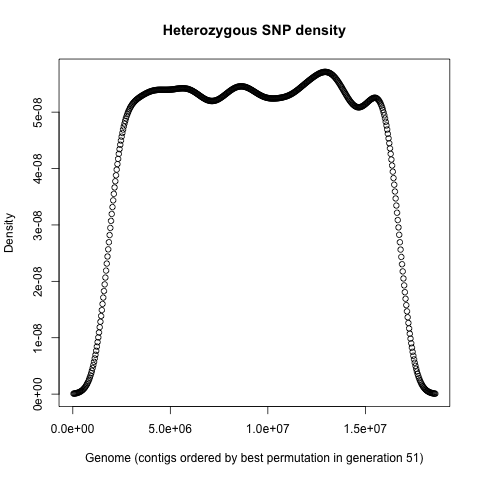 Heterozygous SNP density
Density
5e-08
4e-08
3e-08
2e-08
1e-08
0e+00
0.0e+00 5.0e+06 1.0e+07 1.5e+07
Genome (contigs ordered by best permutation in generation 51)